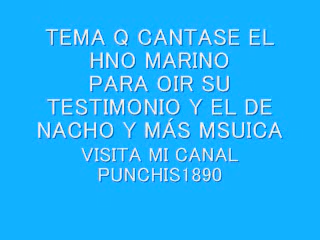 TEMA Q CANTASE EL
HNO MARINO
PARA OIR SU
TESTIMONIO Y EL DE
NACHO Y MÁS MSUICA
VISITA MI CANAL
PUNCHIS1890